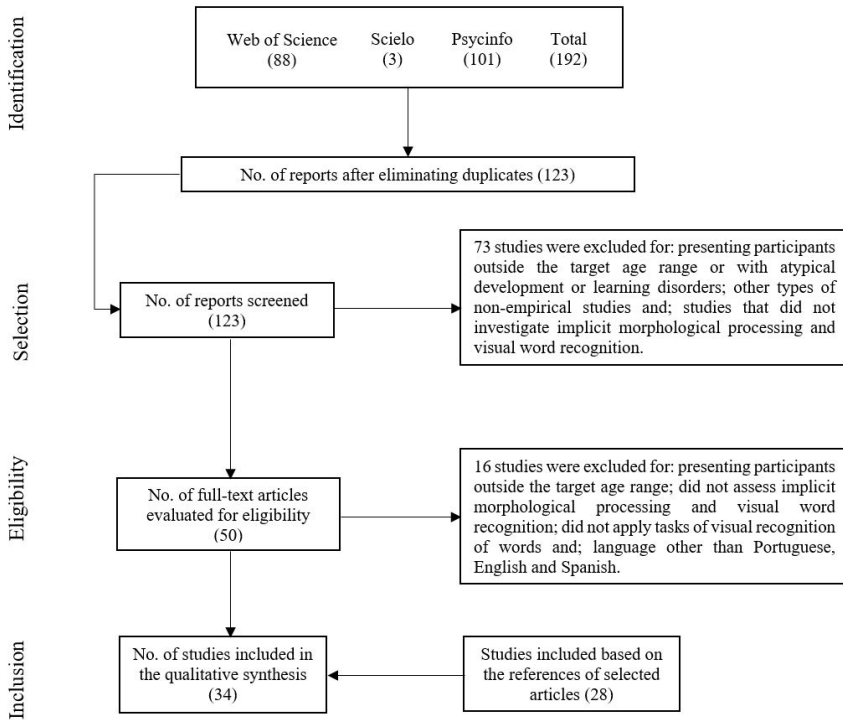 Identification
Web of Science Scielo Psycinfo Total
(88) (3) (101) (192)
No. of reports after eliminating duplicates (123)
Selection
No. of reports screened
(123)
73 studies were excluded for: presenting participants
outside the target age range or with atypical
development or learning disorders; other types of
non-empirical studies and; studies that did not
investigate implicit morphological processing and
visual word recognition.
Eligibility
No. of full-text articles
evaluated for eligibility
(50)
16 studies were excluded for: presenting participants
outside the target age range; did not assess implicit
morphological processing and visual word
recognition; did not apply tasks of visual recognition
of words and; language other than Portuguese,
English and Spanish.
Inclusion
No. of studies included in
the qualitative synthesis
(34)
Studies included based on
the references of selected
articles (28)